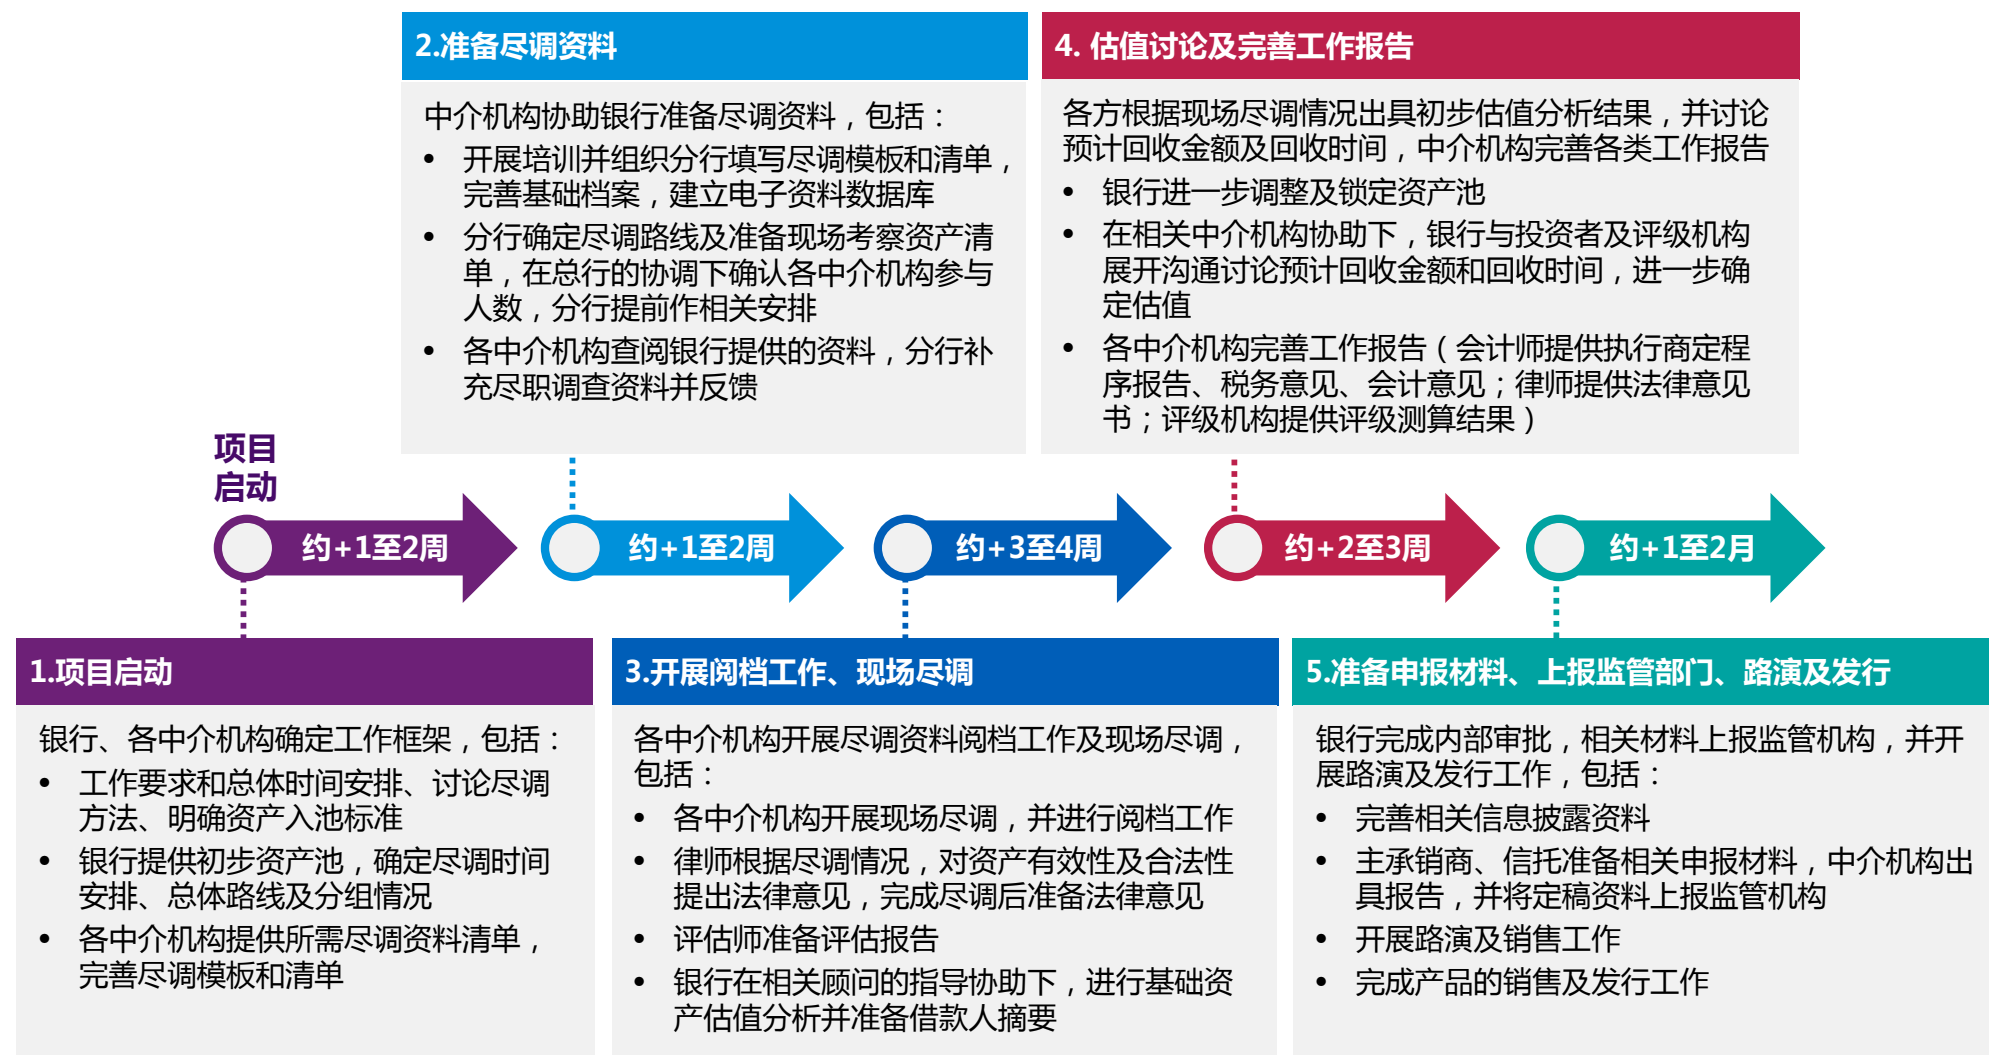 2.准备尽调资料
中介机构协助银行准备尽调资料，包括：
• 开展培训并组织分行填写尽调模板和清单，
完善基础档案，建立电子资料数据库
• 分行确定尽调路线及准备现场考察资产清
单，在总行的协调下确认各中介机构参与
人数，分行提前作相关安排
• 各中介机构查阅银行提供的资料，分行补
充尽职调查资料并反馈
4. 估值讨论及完善工作报告
各方根据现场尽调情况出具初步估值分析结果，并讨论
预计回收金额及回收时间，中介机构完善各类工作报告
• 银行进一步调整及锁定资产池
• 在相关中介机构协助下，银行与投资者及评级机构
展开沟通讨论预计回收金额和回收时间，进一步确
定估值
• 各中介机构完善工作报告（会计师提供执行商定程
序报告、税务意见、会计意见；律师提供法律意见
书；评级机构提供评级测算结果）
项目
启动
约+1至2周
约+1至2周
约+3至4周
约+2至3周
约+1至2月
1.项目启动
银行、各中介机构确定工作框架，包括：
• 工作要求和总体时间安排、讨论尽调
方法、明确资产入池标准
• 银行提供初步资产池，确定尽调时间
安排、总体路线及分组情况
• 各中介机构提供所需尽调资料清单，
完善尽调模板和清单
3.开展阅档工作、现场尽调
各中介机构开展尽调资料阅档工作及现场尽调，
包括：
• 各中介机构开展现场尽调，并进行阅档工作
• 律师根据尽调情况，对资产有效性及合法性
提出法律意见，完成尽调后准备法律意见
• 评估师准备评估报告
• 银行在相关顾问的指导协助下，进行基础资
产估值分析并准备借款人摘要
5.准备申报材料、上报监管部门、路演及发行
银行完成内部审批，相关材料上报监管机构，并开
展路演及发行工作，包括：
• 完善相关信息披露资料
• 主承销商、信托准备相关申报材料，中介机构出
具报告，并将定稿资料上报监管机构
• 开展路演及销售工作
• 完成产品的销售及发行工作